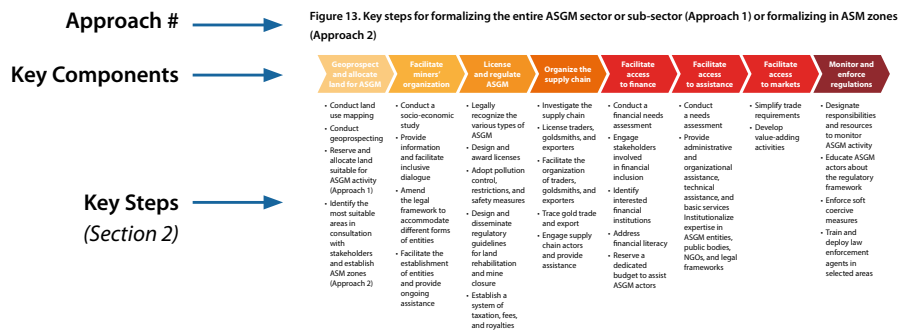 Approach #
Figure 13. Key steps for formalizing the entire ASGM sector or sub-sector (Approach 1) or formalizing in ASM zones
(Approach 2)
Key Components
Geoprospect
and allocate
land for ASGM
Facilitate
miners'
organization
License
and regulate
ASGM
Organize the
supply chain
Facilitate
access
to finance
Facilitate
access
to assistance
Facilitate
access
to markets
Monitor and
enforce
regulations
Key Steps
(Section 2)
• Conduct land
use mapping
• Conduct
geoprospecting
• Reserve and
allocate land
suitable for
ASGM activity
(Approach 1)
• Identify the
most suitable
areas in
consultation
with
stakeholders
and establish
ASM zones
(Approach 2)
• Conduct a
socio-economic
study
• Provide
information
and facilitate
inclusive
dialogue
• Amend
the legal
framework to
accommodate
different forms
of entities
• Facilitate the
establishment
of entities
and provide
ongoing
assistance
• Legally
recognize the
various types of
ASGM
• Design and
award licenses
• Adopt pollution
control,
restrictions, and
safety measures
• Design and
disseminate
regulatory
guidelines
for land
rehabilitation
and mine
closure
• Establish a
system of
taxation, fees,
and royalties
• Investigate the
supply chain
• License traders,
goldsmiths, and
exporters
• Facilitate the
organization
of traders,
goldsmiths,
and exporters
• Trace gold trade
and export
• Engage supply
chain actors
and provide
assistance
• Conduct a
financial needs
assessment
• Engage
stakeholders
involved
in financial
inclusion
• Identify
interested
financial
institutions
• Address
financial literacy
• Reserve a
dedicated
budget to assist
ASGM actors
• Conduct
a needs
assessment
• Provide
administrative
and
organizational
assistance,
technical
assistance, and
basic services
Institutionalize
expertise in
ASGM entities,
public bodies,
NGOs, and legal
frameworks
• Simplify trade
requirements
• Develop
value-adding
activities
• Designate
responsibilities
and resources
to monitor
ASGM activity
• Educate ASGM
actors about
the regulatory
framework
• Enforce soft
coercive
measures
• Train and
deploy law
enforcement
agents in
selected areas